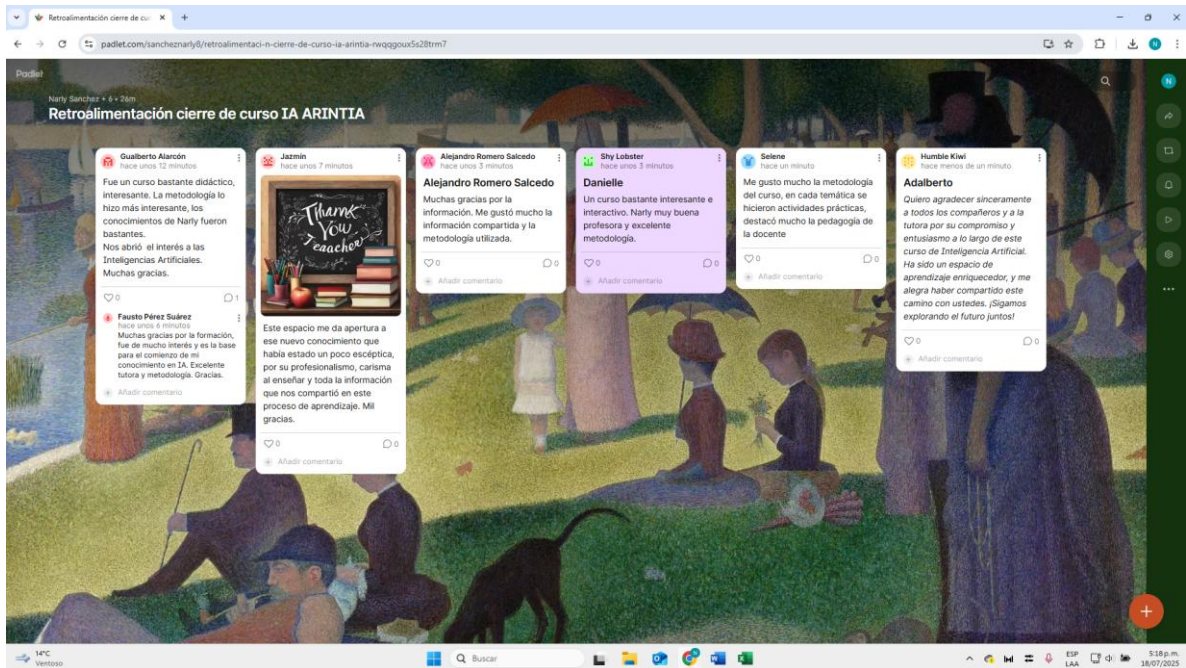 Retroalimentación cierre de cur
padlet.com/sancheznarly8/retroalimentaci-n-cierre-de-curso-ia-arintia-rwqqgoux5s28trm7
N
Padlet
Narly Sanchez + 6 • 26m
Retroalimentación cierre de curso IA ARINTIA
N
Gualberto Alarcón
hace unos 12 minutos
Fue un curso bastante didáctico,
interesante. La metodología lo
hizo más interesante, los
conocimientos de Narly fueron
bastantes.
Nos abrió el interés a las
Inteligencias Artificiales.
Muchas gracias.
0
1
Fausto Pérez Suárez
hace unos 6 minutos
Muchas gracias por la formación,
fue de mucho interés y es la base
para el comienzo de mi
conocimiento en IA. Excelente
tutora y metodología. Gracias.
Añadir comentario
Jazmín
hace unos 7 minutos
Thamk
You
Teaacher
Este espacio me da apertura a
ese nuevo conocimiento que
había estado un poco escéptica,
por su profesionalismo, carisma
al enseñar y toda la información
que nos compartió en este
proceso de aprendizaje. Mil
gracias.
0
0
Añadir comentario
Alejandro Romero Salcedo
hace unos 3 minutos
Alejandro Romero Salcedo
Muchas gracias por la
información. Me gustó mucho la
información compartida y la
metodología utilizada.
0
0
Añadir comentario
Shy Lobster
hace unos 3 minutos
Danielle
Un curso bastante interesante e
interactivo. Narly muy buena
profesora y excelente
metodología.
0
0
Añadir comentario
Selene
hace un minuto
Me gusto mucho la metodología
del curso, en cada temática se
hicieron actividades prácticas,
destacó mucho la pedagogía de
la docente
0
0
Añadir comentario
Humble Kiwi
hace menos de un minuto
Adalberto
Quiero agradecer sinceramente
a todos los compañeros y a la
tutora por su compromiso y
entusiasmo a lo largo de este
curso de Inteligencia Artificial.
Ha sido un espacio de
aprendizaje enriquecedor, y me
alegra haber compartido este
camino con ustedes. ¡Sigamos
explorando el futuro juntos!
0
0
Añadir comentario
14°C
Ventoso
Buscar
ESP
LAA
5:18 p.m.
18/07/2025